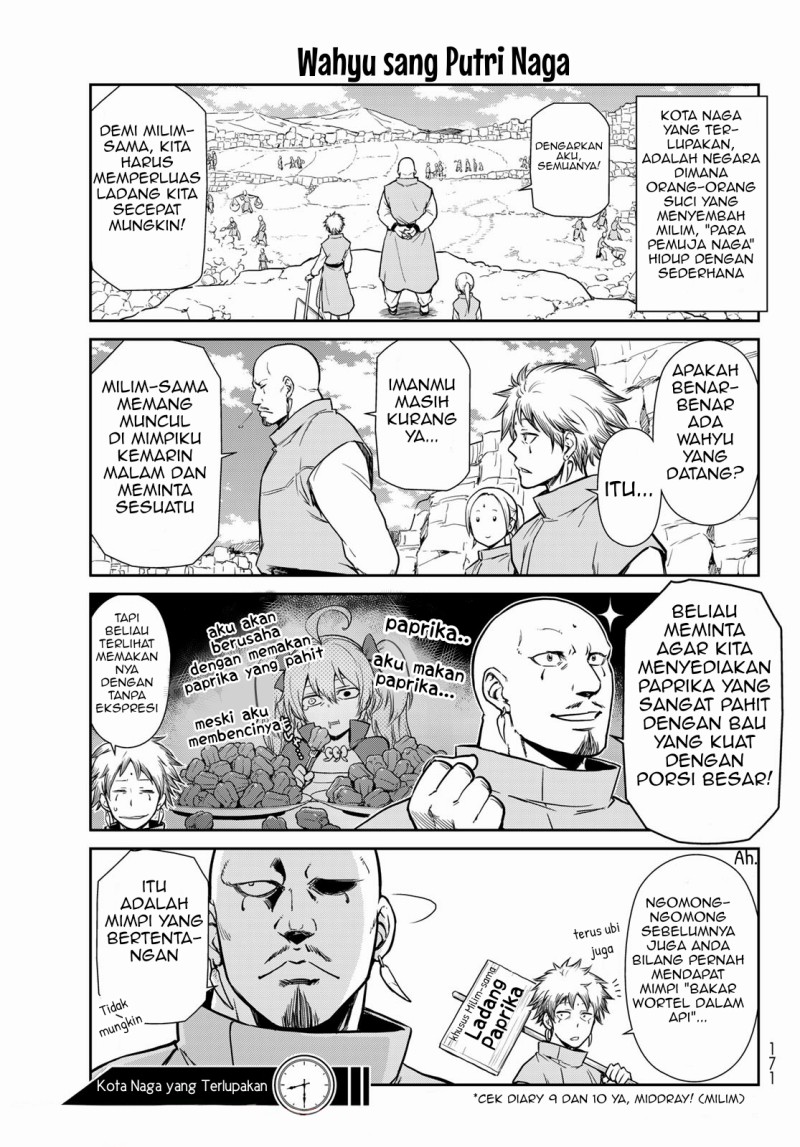 Wahyu sang Putri Naga
KOTA NAGA
YANG TER-
LUPAKAN,
ADALAH NEGARA
DIMANA
ORANG-ORANG
SUCI YANG
MENYEMBAH
MILIM, "PARA
PEMUJA NAGA"
HIDUP DENGAN
SEDERHANA
DENGARKAN
AKU,
SEMUANYA!
DEMI MILIM-
SAMA, KITA
HARUS
MEMPERLUAS
LADANG KITA
SECEPAT
MUNGKIN!
APAKAH
BENAR-
BENAR
ADA
WAHYU
YANG
DATANG?
ITU...
IMANMU
MASIH
KURANG
YA...
MILIM-SAMA
MEMANG
MUNCUL
DI MIMPIKU
KEMARIN
MALAM DAN
MEMINTA
SESUATU
BELIAU
MEMINTA
AGAR KITA
MENYEDIAKAN
PAPRIKA YANG
SANGAT PAHIT
DENGAN BAU
YANG KUAT
DENGAN
PORSI BESAR!
paprika..
aku makan
paprika...
aku akan
berusaha
dengan memakan
paprika yang pahit
meski aku
membencinya
TAPI
BELIAU
TERLIHAT
MEMAKAN
NYA
DENGAN
TANPA
EKSPRESI
Ah.
NGOMONG-
NGOMONG
SEBELUMNYA
JUGA ANDA
BILANG PERNAH
MENDAPAT
MIMPI "BAKAR
WORTEL DALAM
API"...
terus ubi
juga
khusus Milim-sama
Ladang
Paprika
ITU
ADALAH
MIMPI YANG
BERTENTA-
NGAN
Tidak
mungkin
171
Kota Naga yang Terlupakan
*CEK DIARY 9 DAN 10 YA, MIDDRAY! (MILIM)